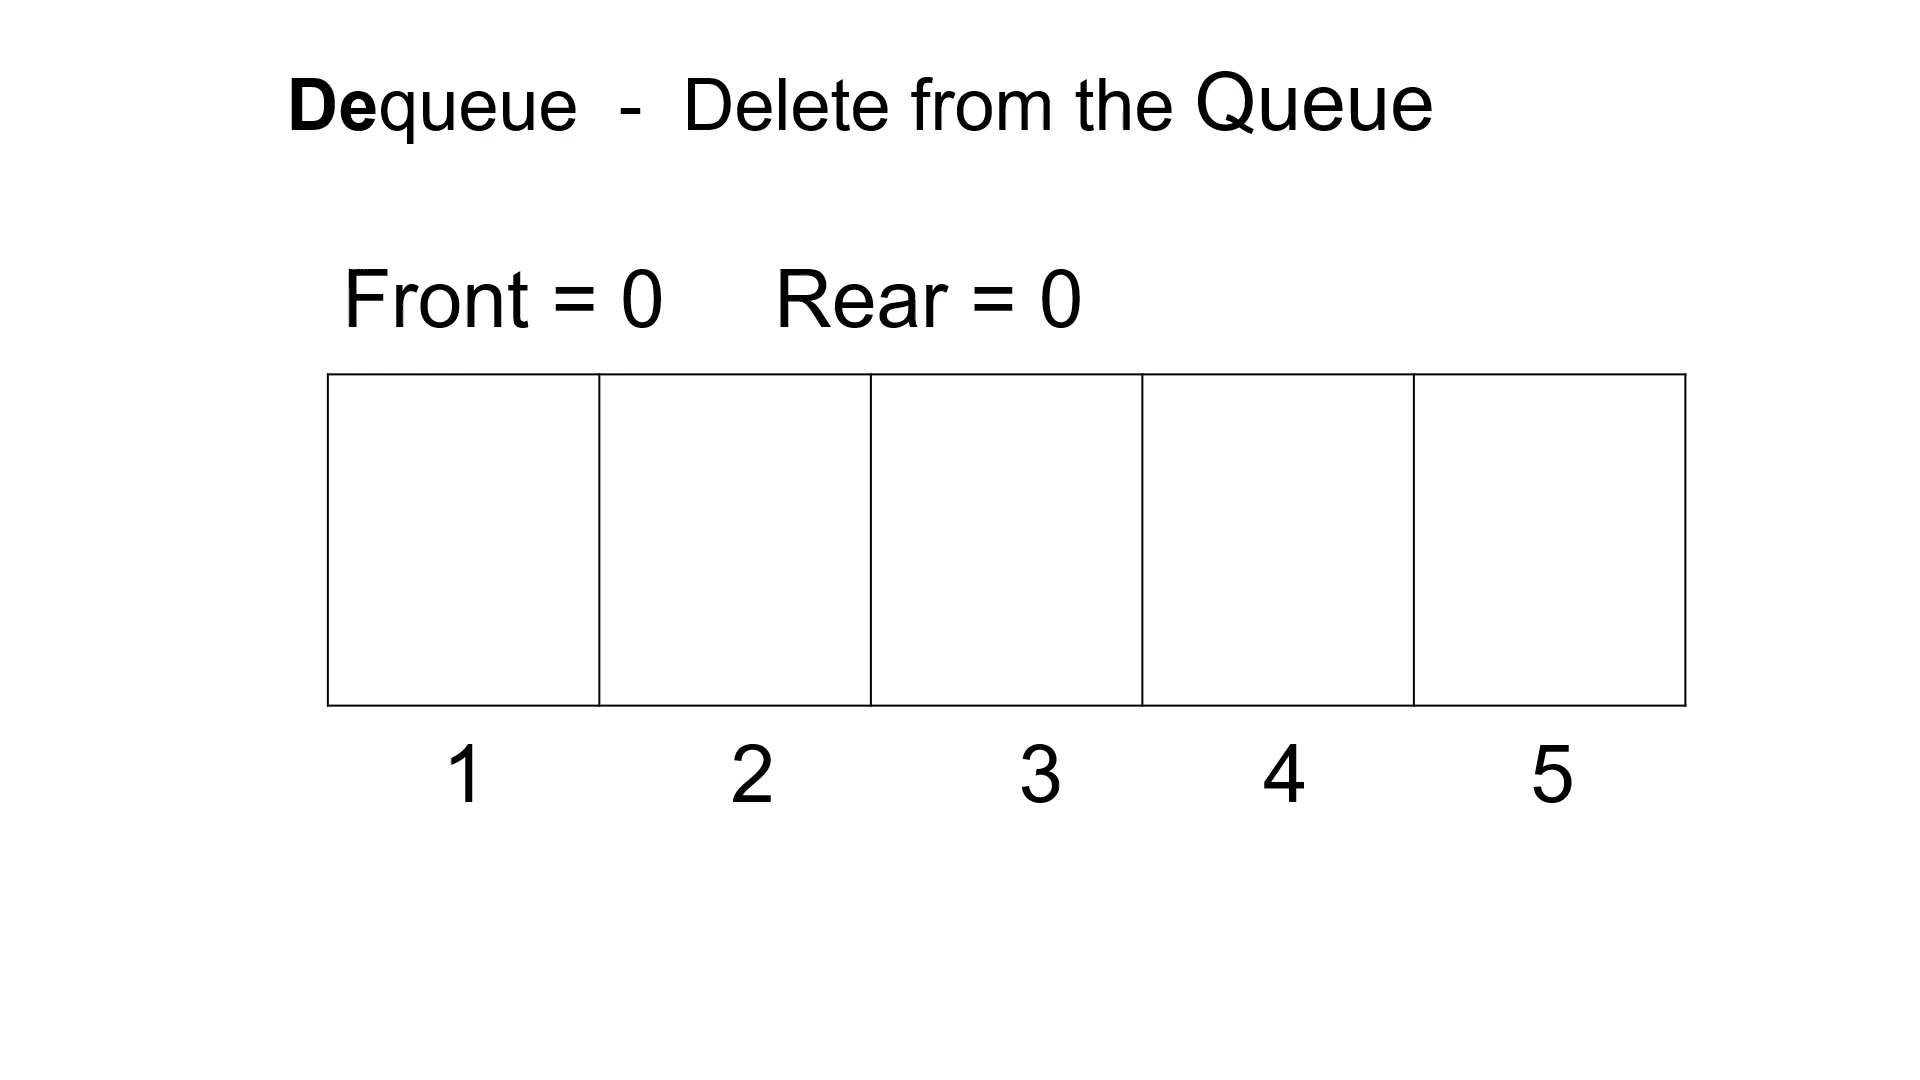 Dequeue - Delete from the Queue
Front = 0 Rear = 0
1 2 3 4 5